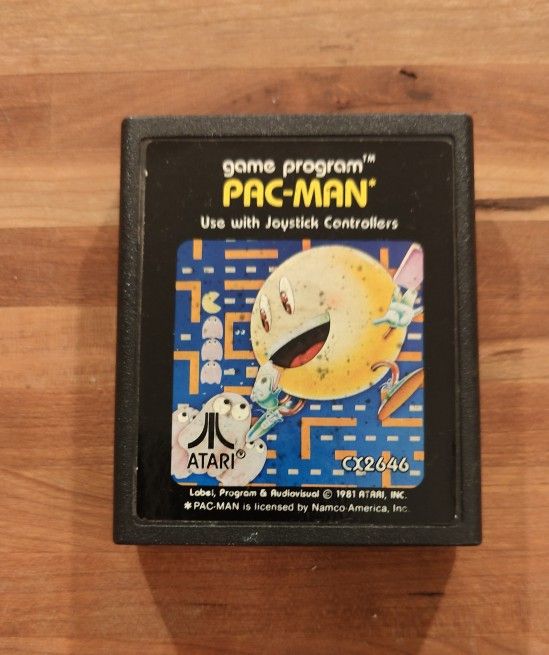 game program™
PAC-MAN*
Use with Joystick Controllers
ATARI®
CX2646
Label, Program & Audiovisual © 1981 ATARI, INC.
*PAC-MAN is licensed by Namco-America, Inc.